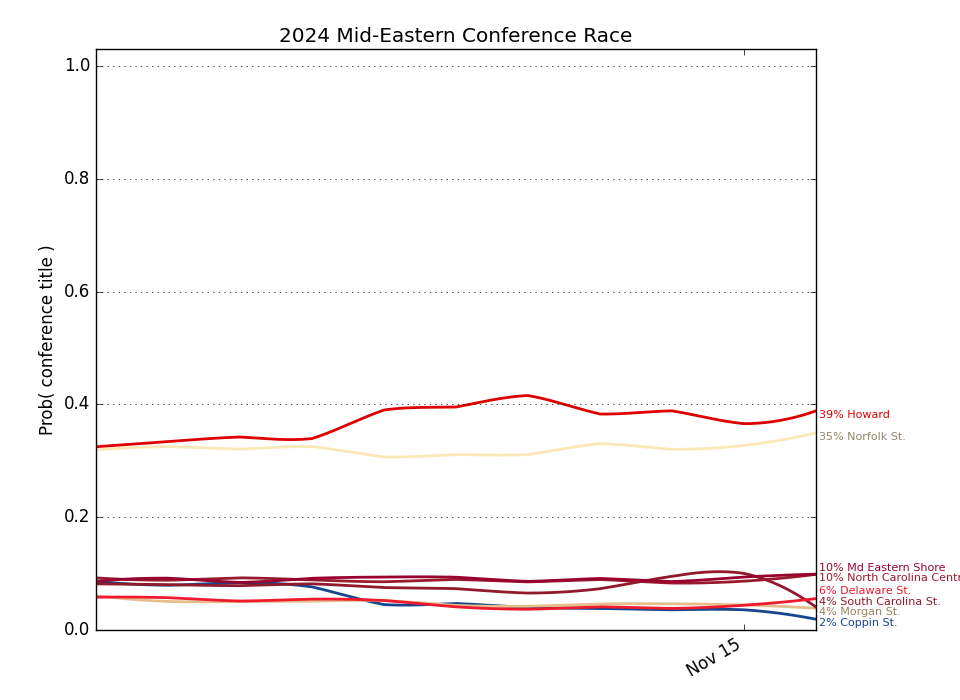 2024 Mid-Eastern Conference Race
Prob( conference title )
1.0
0.8
0.6
0.4
0.2
0.0
Nov 15
39% Howard
35% Norfolk St.
10% Md Eastern Shore
10% North Carolina Centr
6% Delaware St.
4% South Carolina St.
4% Morgan St.
2% Coppin St.